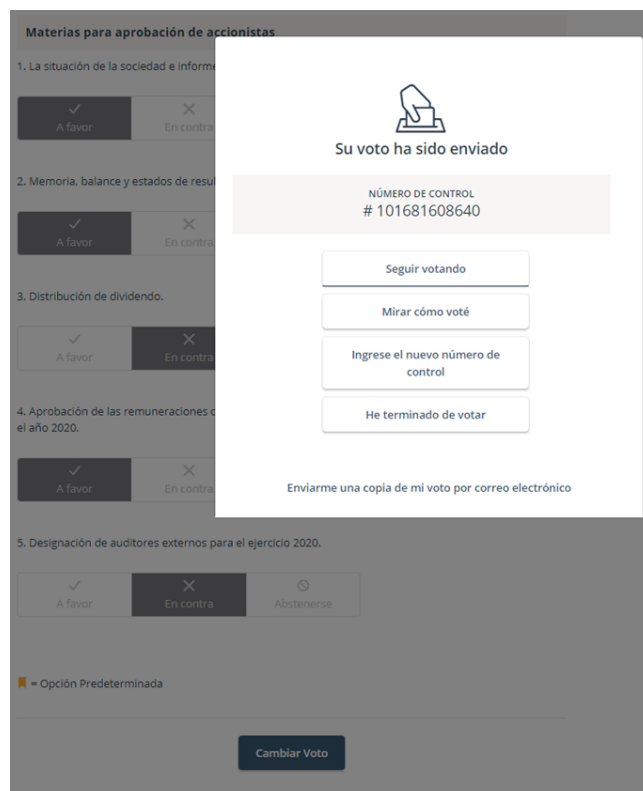 Materias para aprobación de accionistas
1. La situación de la sociedad e informe
A favor
En contra
2. Memoria, balance y estados de resul
A favor
En contra
3. Distribución de dividendo.
A favor
En contra
4. Aprobación de las remuneraciones
el año 2020.
A favor
En contra
5. Designación de auditores externos para el ejercicio 2020.
A favor
En contra
Abstenerse
= Opción Predeterminada
Cambiar Voto
Su voto ha sido enviado
NÚMERO DE CONTROL
# 101681608640
Seguir votando
Mirar cómo voté
Ingrese el nuevo número de
control
He terminado de votar
Enviarme una copia de mi voto por correo electrónico